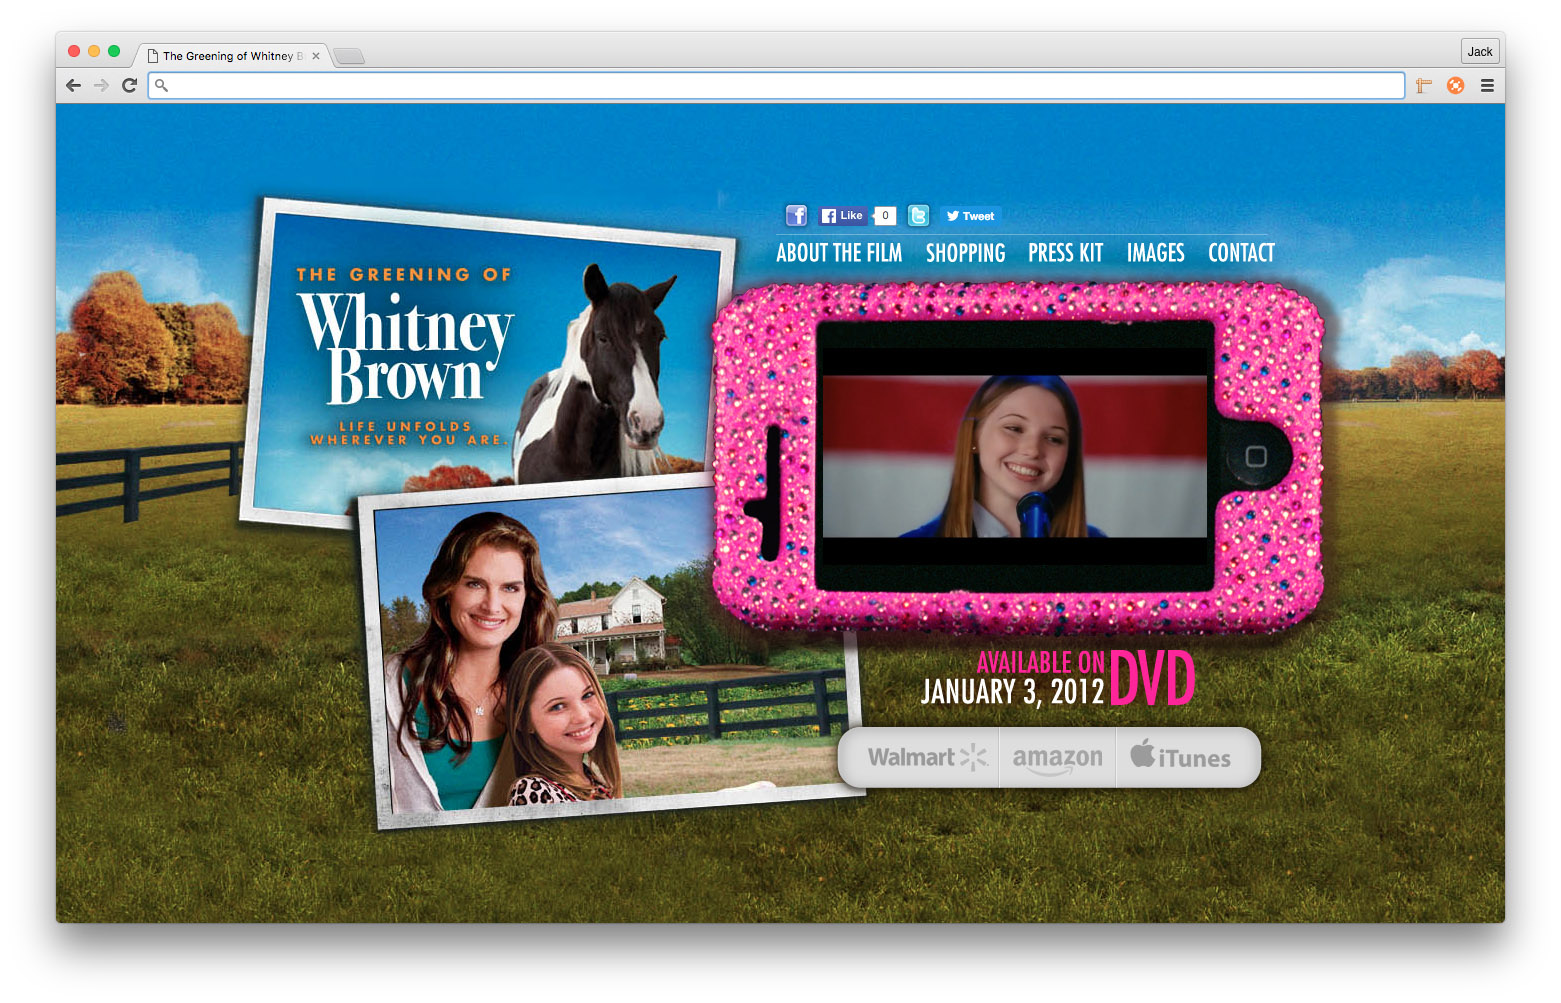 The Greening of Whitney B
Jack
Like
0
Tweet
ABOUT THE FILM
SHOPPING
PRESS KIT
IMAGES
CONTACT
THE GREENING OF
Whitney
Brown
LIFE UNFOLDS
WHEREVER YOU ARE.
AVAILABLE ON
JANUARY 3, 2012
DVD
Walmart
amazon
iTunes